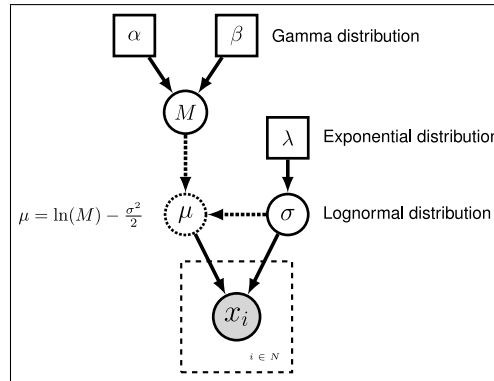 α β Gamma distribution
M
λ Exponential distribution
μ = ln(M) − σ²/2 μ σ Lognormal distribution
xᵢ
i ∈ N